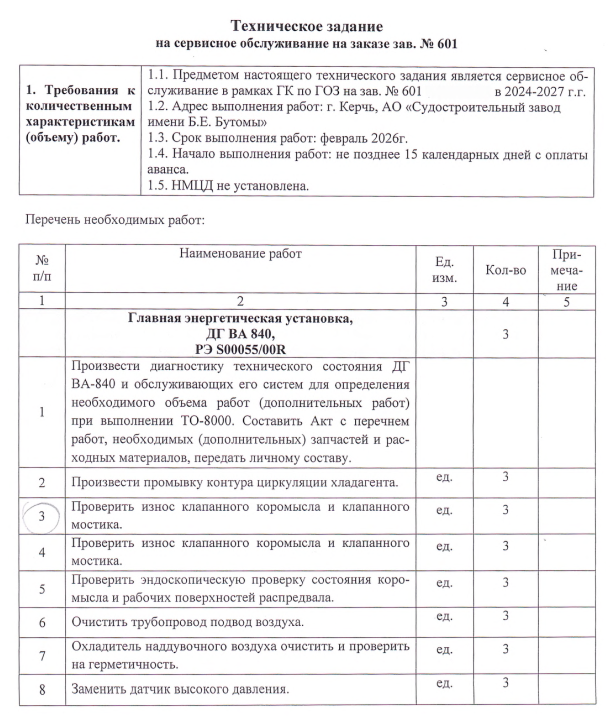 Техническое задание
на сервисное обслуживание на заказе зав. № 601
1. Требования к
количественным
характеристикам
(объему) работ.
1.1. Предметом настоящего технического задания является сервисное об-
служивание в рамках ГК по ГОЗ на зав. № 601 в 2024-2027 г.г.
1.2. Адрес выполнения работ: г. Керчь, АО «Судостроительный завод
имени Б.Е. Бутомы»
1.3. Срок выполнения работ: февраль 2026г.
1.4. Начало выполнения работ: не позднее 15 календарных дней с оплаты
аванса.
1.5. НМЦД не установлена.
Перечень необходимых работ:
№
п/п
Наименование работ
Ед.
изм.
Кол-во
При-
меча-
ние
1 2 3 4 5
Главная энергетическая установка,
ДГ ВА 840,
РЭ S00055/00R
3
1
Произвести диагностику технического состояния ДГ
ВА-840 и обслуживающих его систем для определения
необходимого объема работ (дополнительных работ)
при выполнении ТО-8000. Составить Акт с перечнем
работ, необходимых (дополнительных) запчастей и рас-
ходных материалов, передать личному составу.
2 Произвести промывку контура циркуляции хладагента. ед. 3
3 Проверить износ клапанного коромысла и клапанного ед. 3
мостика.
4 Проверить износ клапанного коромысла и клапанного ед. 3
мостика.
5 Проверить эндоскопическую проверку состояния коро- ед. 3
мысла и рабочих поверхностей распредвала.
6 Очистить трубопровод подвод воздуха. ед. 3
7 Охладитель наддувочного воздуха очистить и проверить ед. 3
на герметичность.
8 Заменить датчик высокого давления. ед. 3